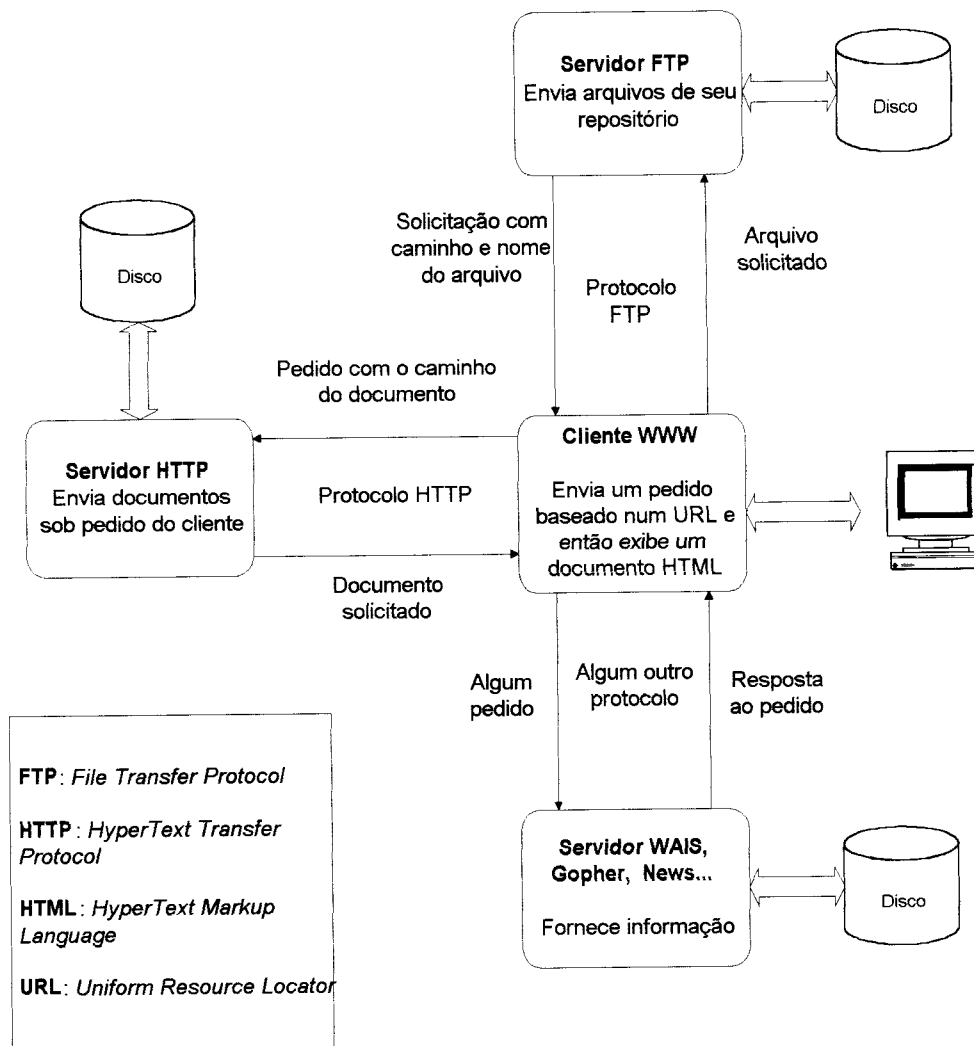 Servidor FTP
Envia arquivos de seu
repositório
Disco
Solicitação com
caminho e nome
do arquivo
Protocolo
FTP
Arquivo
solicitado
Disco
Pedido com o caminho
do documento
Servidor HTTP
Envia documentos
sob pedido do cliente
Protocolo HTTP
Documento
solicitado
Cliente WWW
Envia um pedido
baseado num URL e
então exibe um
documento HTML
Algum
pedido
Algum outro
protocolo
Resposta
ao pedido
Servidor WAIS,
Gopher, News...
Fornece informação
Disco
FTP: File Transfer Protocol
HTTP : HyperText Transfer
Protocol
HTML: HyperText Markup
Language
URL: Uniform Resource Locator